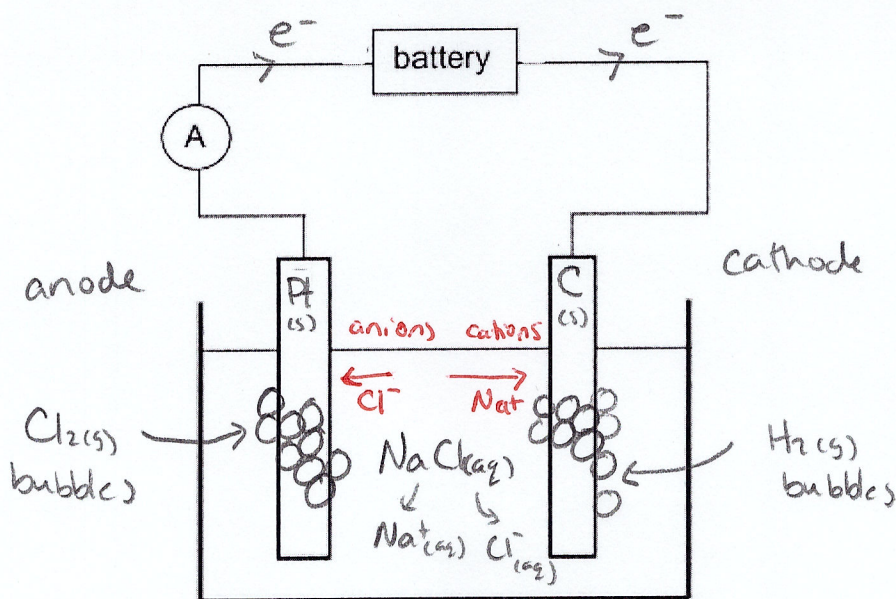 e⁻
battery
e⁻
A
anode
cathode
Pt
(s)
C
(s)
anions cations
Cl⁻
Na⁺
Cl₂(g)
bubbles
NaCl(aq)
H₂(g)
bubbles
Na⁺(aq) Cl⁻(aq)